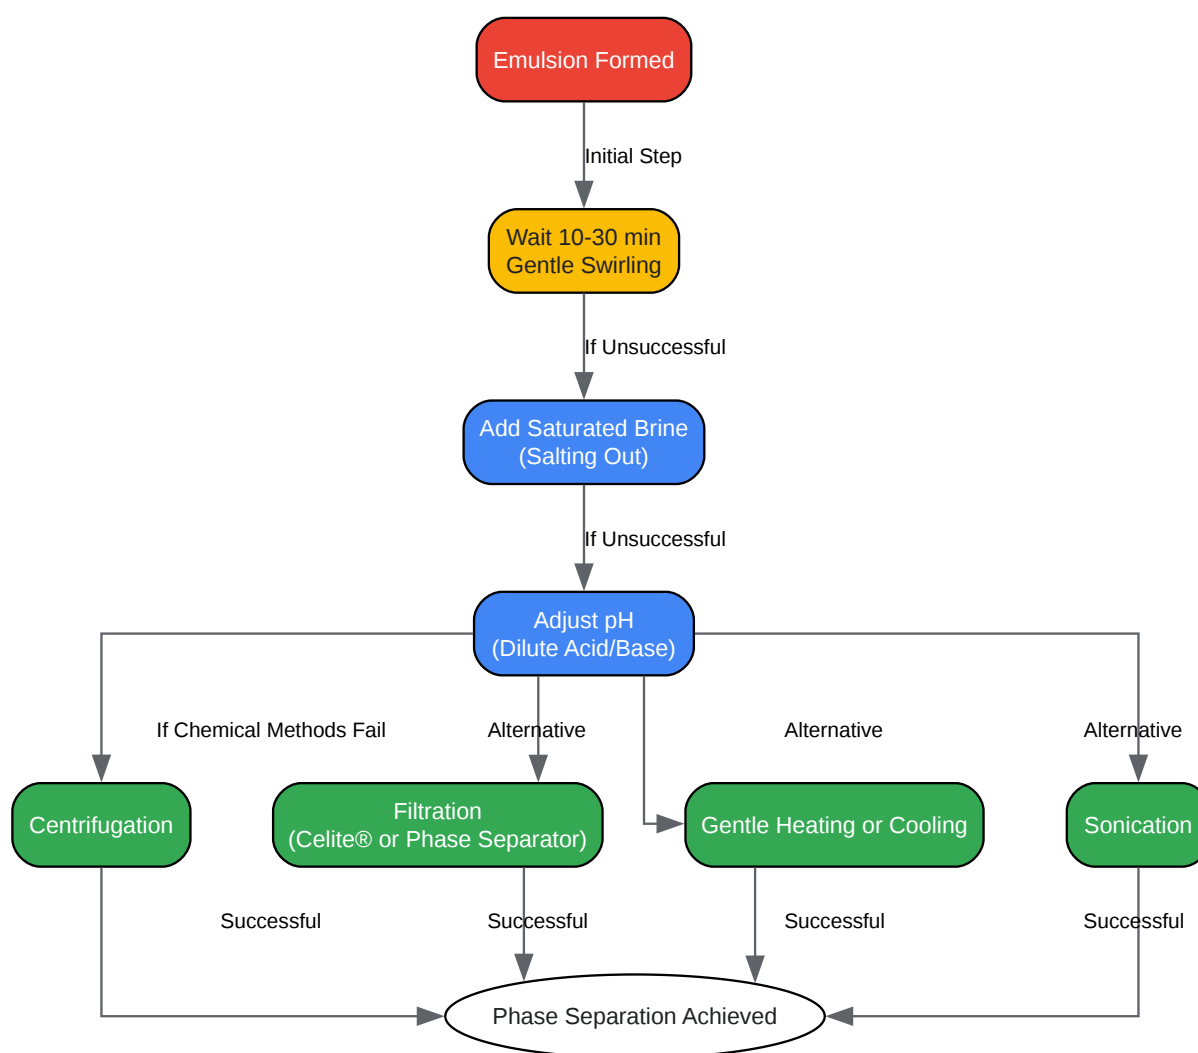 Emulsion Formed
Initial Step
Wait 10-30 min
Gentle Swirling
If Unsuccessful
Add Saturated Brine
(Salting Out)
If Unsuccessful
Adjust pH
(Dilute Acid/Base)
If Chemical Methods Fail
Alternative
Alternative
Alternative
Centrifugation
Filtration
(Celite® or Phase Separator)
Gentle Heating or Cooling
Sonication
Successful
Successful
Successful
Successful
Phase Separation Achieved